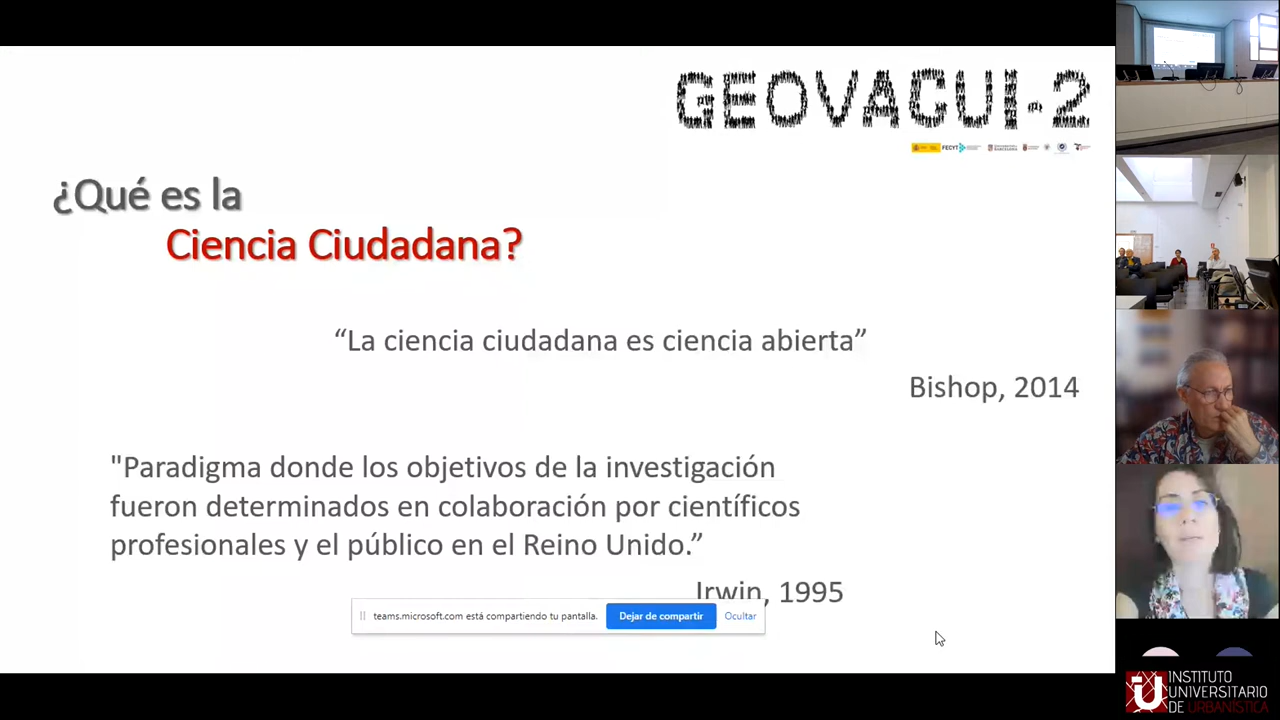 GEOVACUI-2
FECYT
¿Qué es la
Ciencia Ciudadana?
“La ciencia ciudadana es ciencia abierta”
Bishop, 2014
"Paradigma donde los objetivos de la investigación
fueron determinados en colaboración por científicos
profesionales y el público en el Reino Unido.”
Irwin, 1995
teams.microsoft.com está compartiendo tu pantalla.
Dejar de compartir
Ocultar
INSTITUTO
UNIVERSITARIO
DE URBANÍSTICA